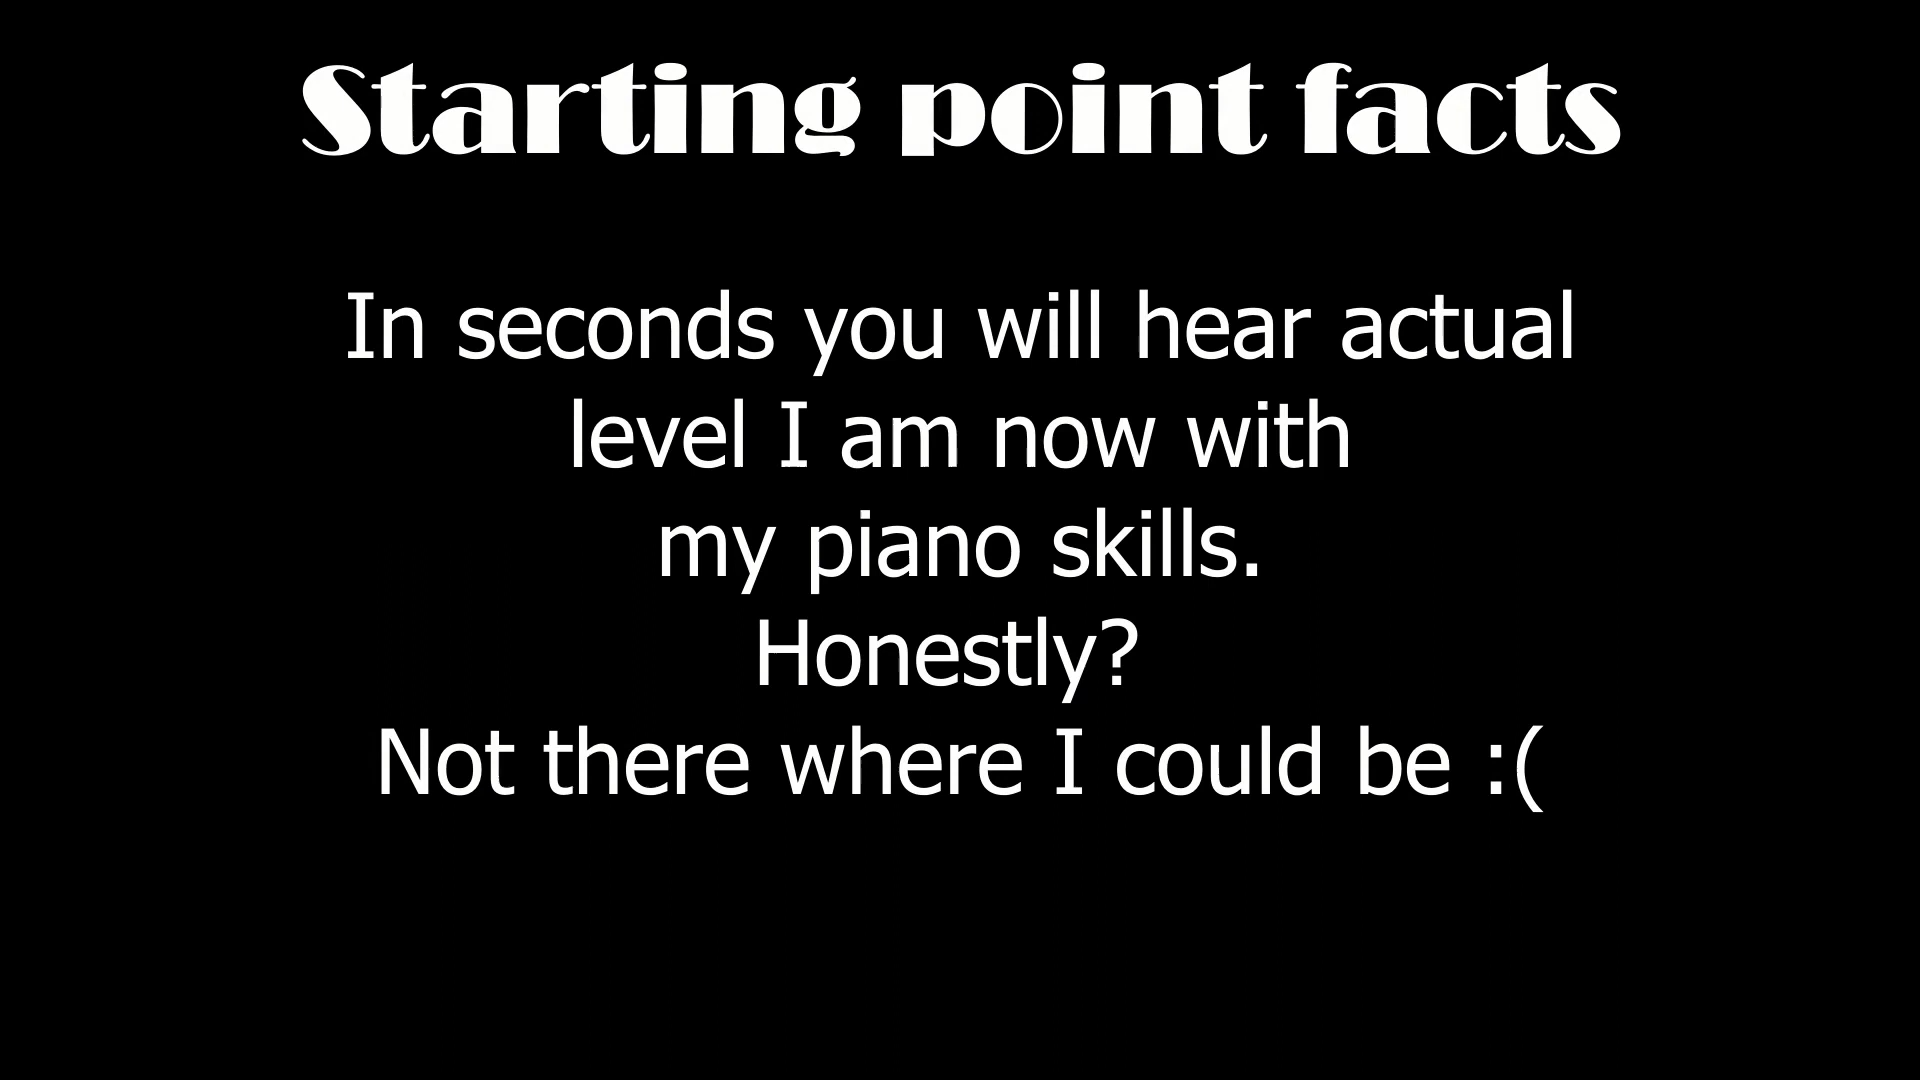 Starting point facts
In seconds you will hear actual
level I am now with
my piano skills.
Honestly?
Not there where I could be :(